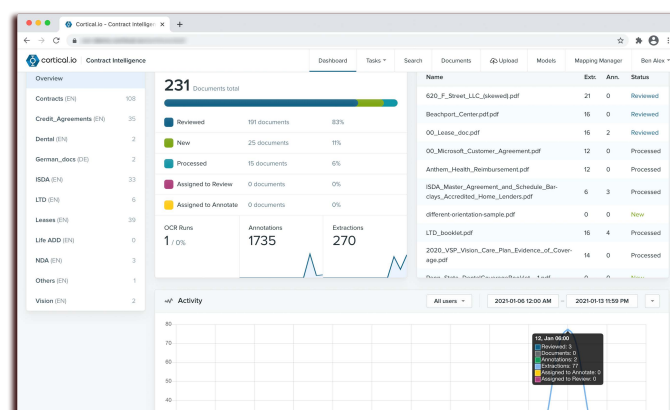 Cortical.io - Contract Intelligen
cortical.io Contract Intelligence
Dashboard Tasks Search Documents Upload Models Mapping Manager Ben Alex
Overview
Contracts (EN) 108
Credit_Agreements (EN) 35
Dental (EN) 2
German_docs (DE) 2
ISDA (EN) 33
LTD (EN) 6
Leases (EN) 39
Life ADD (EN) 0
NDA (EN) 3
Others (EN) 1
Vision (EN) 2
231 Documents total
Reviewed 191 documents 83%
New 25 documents 11%
Processed 15 documents 6%
Assigned to Review 0 documents 0%
Assigned to Annotate 0 documents 0%
OCR Runs
1 / 0%
Annotations
1735
Extractions
270
Name Extr. Ann. Status
620_F_Street_LLC_(skewed).pdf 21 0 Reviewed
Beachport_Center.pdf.pdf 16 0 Reviewed
00_Lease_doc.pdf 16 2 Reviewed
00_Microsoft_Customer_Agreement.pdf 12 0 Processed
Anthem_Health_Reimbursement.pdf 12 0 Processed
ISDA_Master_Agreement_and_Schedule_Bar-
clays_Accredited_Home_Lenders.pdf 6 3 Processed
different-orientation-sample.pdf 0 0 New
LTD_booklet.pdf 16 4 Processed
2020_VSP_Vision_Care_Plan_Evidence_of_Cover-
age.pdf 14 0 Processed
Activity
All users 2021-01-06 12:00 AM – 2021-01-13 11:59 PM
80
70
60
50
40
12, Jan 06:00
Reviewed: 3
Documents: 0
Annotations: 2
Extractions: 77
Assigned to Annotate: 0
Assigned to Review: 0